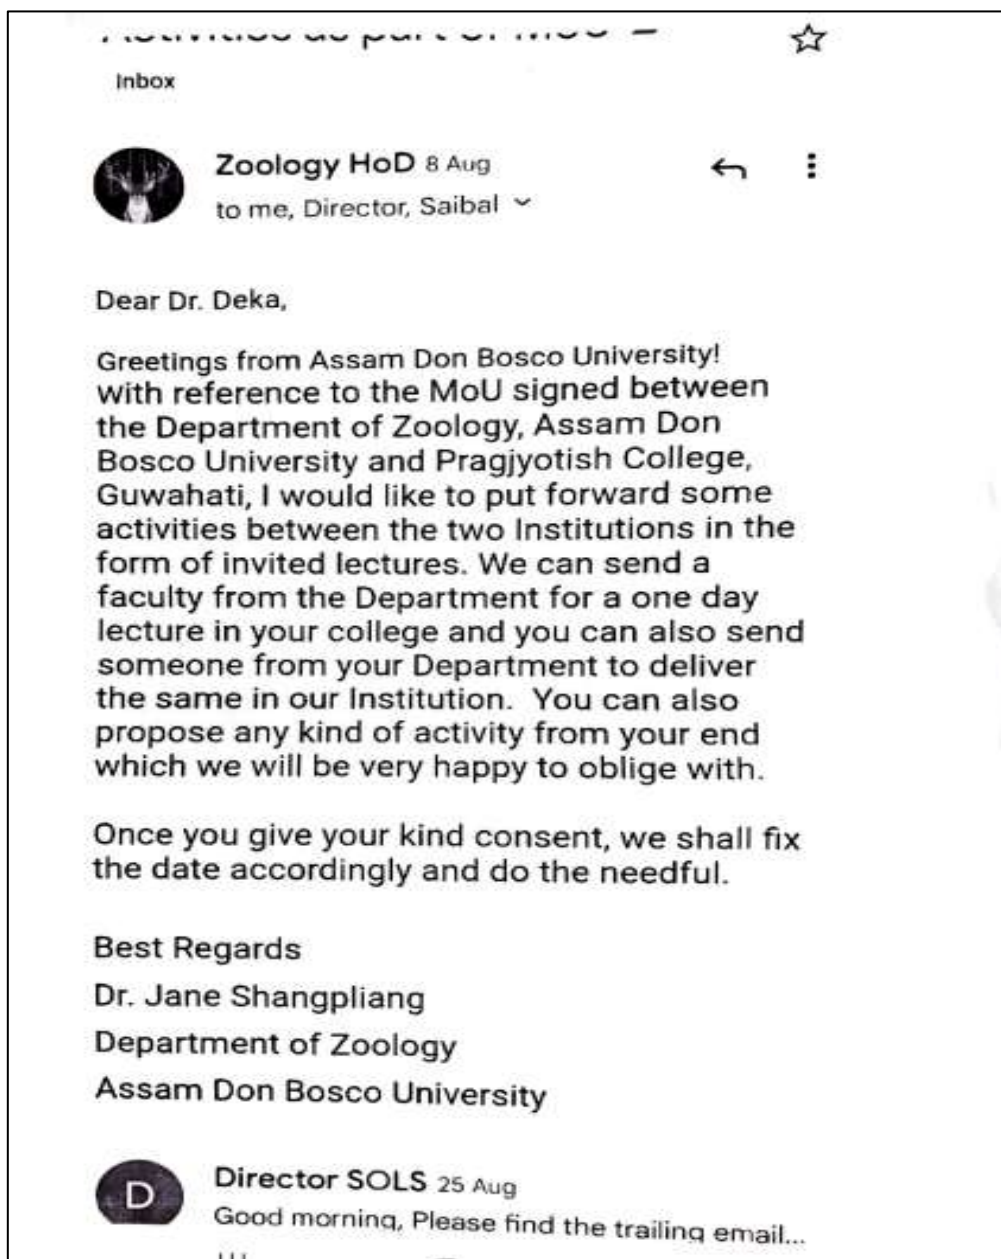 Activities as part of MoU
Inbox
Zoology HoD 8 Aug
to me, Director, Saibal
Dear Dr. Deka,
Greetings from Assam Don Bosco University!
With reference to the MoU signed between
the Department of Zoology, Assam Don
Bosco University and Pragjyotish College,
Guwahati, I would like to put forward some
activities between the two Institutions in the
form of invited lectures. We can send a
faculty from the Department for a one day
lecture in your college and you can also send
someone from your Department to deliver
the same in our Institution. You can also
propose any kind of activity from your end
which we will be very happy to oblige with.
Once you give your kind consent, we shall fix
the date accordingly and do the needful.
Best Regards
Dr. Jane Shangpliang
Department of Zoology
Assam Don Bosco University
D
Director SOLS 25 Aug
Good morning, Please find the trailing email...